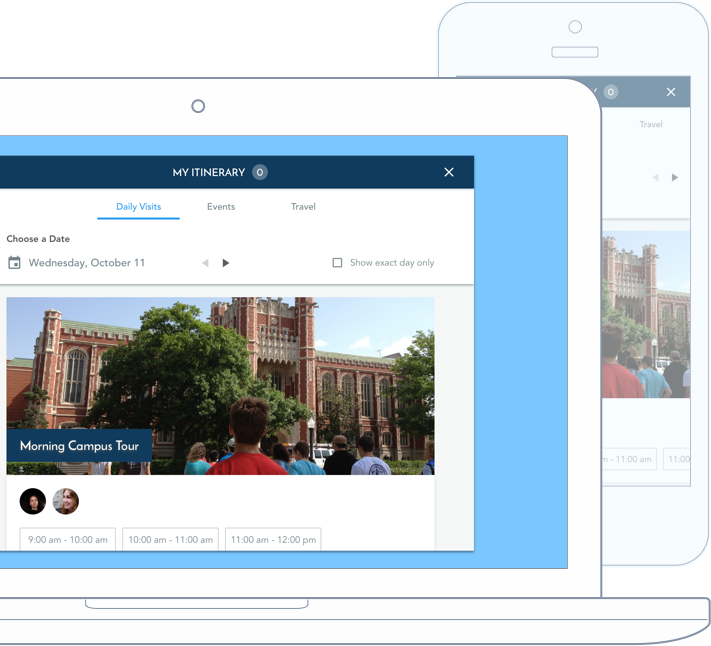 MY ITINERARY 0
Daily Visits Events Travel
Choose a Date
Wednesday, October 11
Show exact day only
Morning Campus Tour
9:00 am - 10:00 am 10:00 am - 11:00 am 11:00 am - 12:00 pm
0
Travel
- 11:00 am 11:00